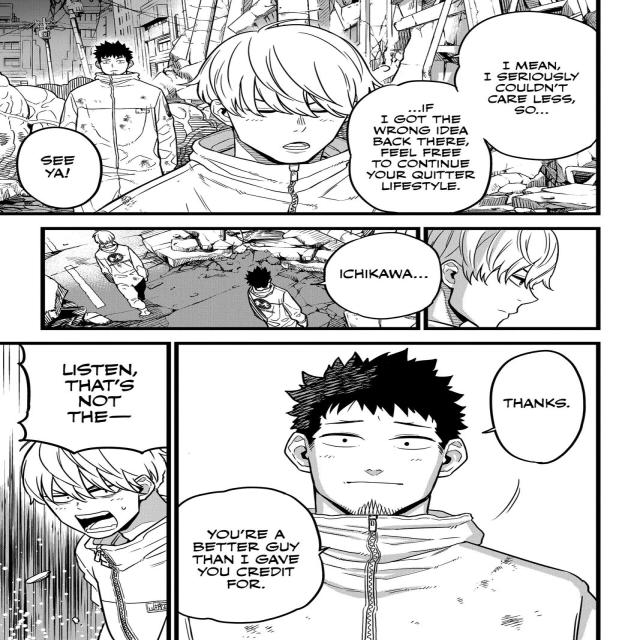 I MEAN,
I SERIOUSLY
COULDN'T
CARE LESS,
SO...
...IF
I GOT THE
WRONG IDEA
BACK THERE,
FEEL FREE
TO CONTINUE
YOUR QUITTER
LIFESTYLE.
SEE
YA!
ICHIKAWA...
THANKS.
YOU'RE A
BETTER GUY
THAN I GAVE
YOU CREDIT
FOR.
LISTEN,
THAT'S
NOT
THE—